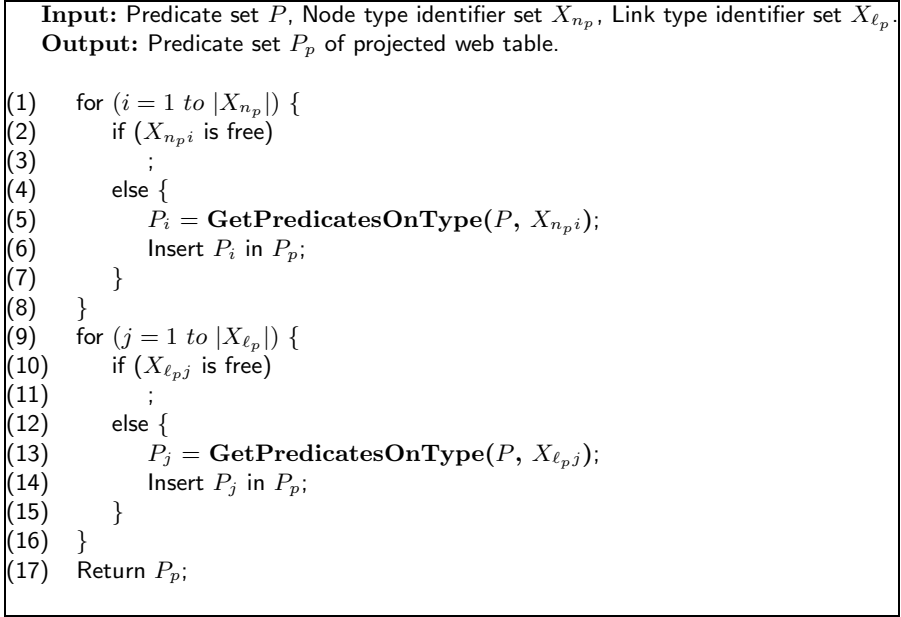 Input: Predicate set $P$, Node type identifier set $X_{n_p}$, Link type identifier set $X_{\ell_p}$.
Output: Predicate set $P_p$ of projected web table.
(1) for ($i = 1$ to $|X_{n_p}|$) {
(2) if ($X_{n_p i}$ is free)
(3) ;
(4) else {
(5) $P_i$ = GetPredicatesOnType($P$, $X_{n_p i}$);
(6) Insert $P_i$ in $P_p$;
(7) }
(8) }
(9) for ($j = 1$ to $|X_{\ell_p}|$) {
(10) if ($X_{\ell_p j}$ is free)
(11) ;
(12) else {
(13) $P_j$ = GetPredicatesOnType($P$, $X_{\ell_p j}$);
(14) Insert $P_j$ in $P_p$;
(15) }
(16) }
(17) Return $P_p$;